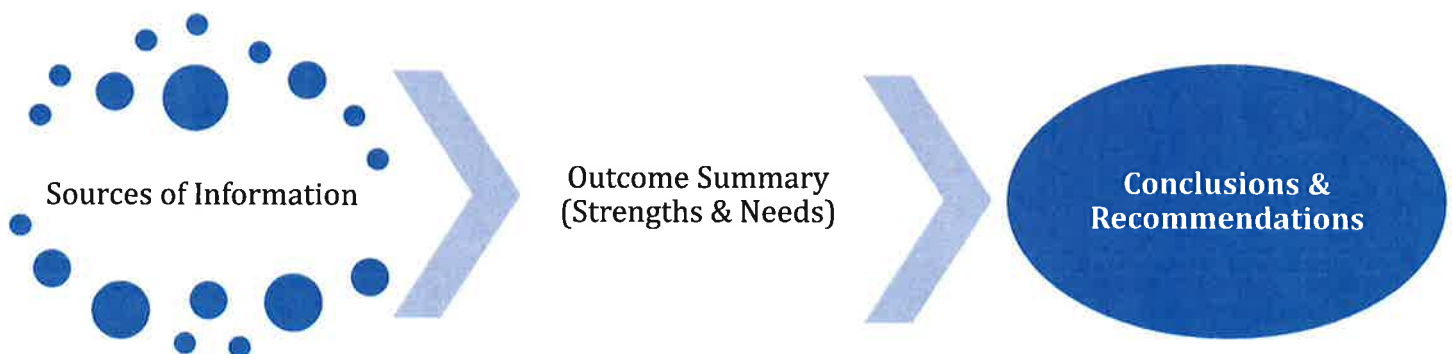 Sources of Information
Outcome Summary
(Strengths & Needs)
Conclusions &
Recommendations